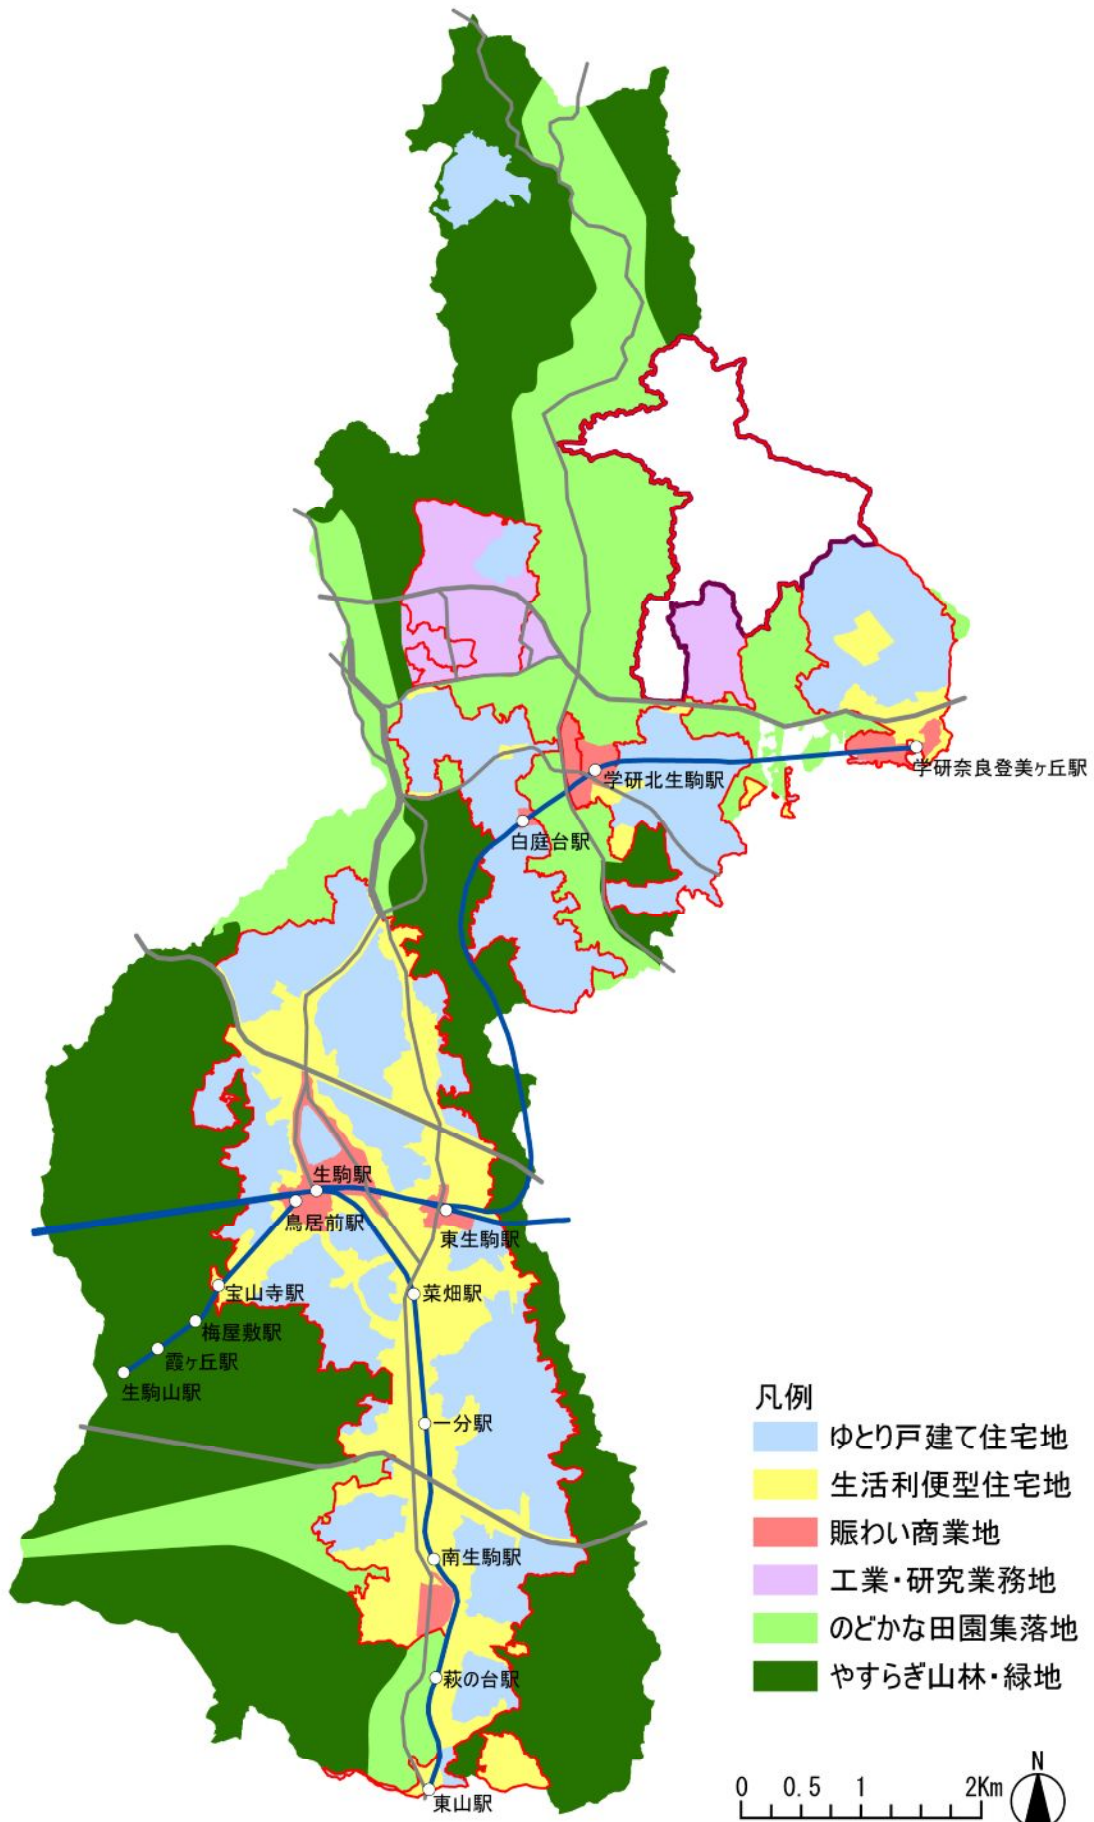 学研奈良登美ヶ丘駅
学研北生駒駅
白庭台駅
生駒駅
鳥居前駅
東生駒駅
宝山寺駅
菜畑駅
梅屋敷駅
霞ヶ丘駅
生駒山駅
一分駅
南生駒駅
萩の台駅
東山駅
凡例
ゆとり戸建て住宅地
生活利便型住宅地
賑わい商業地
工業・研究業務地
のどかな田園集落地
やすらぎ山林・緑地
N
0 0.5 1 2Km